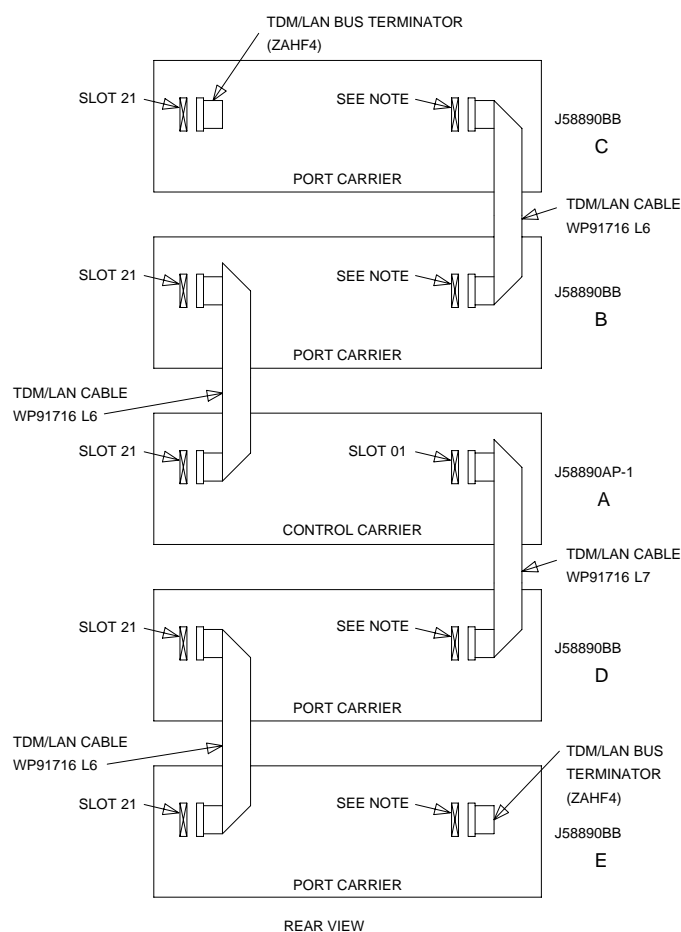 TDM/LAN BUS TERMINATOR
(ZAHF4)
SLOT 21
SEE NOTE
J58890BB
C
PORT CARRIER
TDM/LAN CABLE
WP91716 L6
SLOT 21
SEE NOTE
J58890BB
B
PORT CARRIER
TDM/LAN CABLE
WP91716 L6
SLOT 21
SLOT 01
J58890AP-1
A
CONTROL CARRIER
TDM/LAN CABLE
WP91716 L7
SLOT 21
SEE NOTE
J58890BB
D
PORT CARRIER
TDM/LAN CABLE
WP91716 L6
TDM/LAN BUS
TERMINATOR
(ZAHF4)
SLOT 21
SEE NOTE
J58890BB
E
PORT CARRIER
REAR VIEW